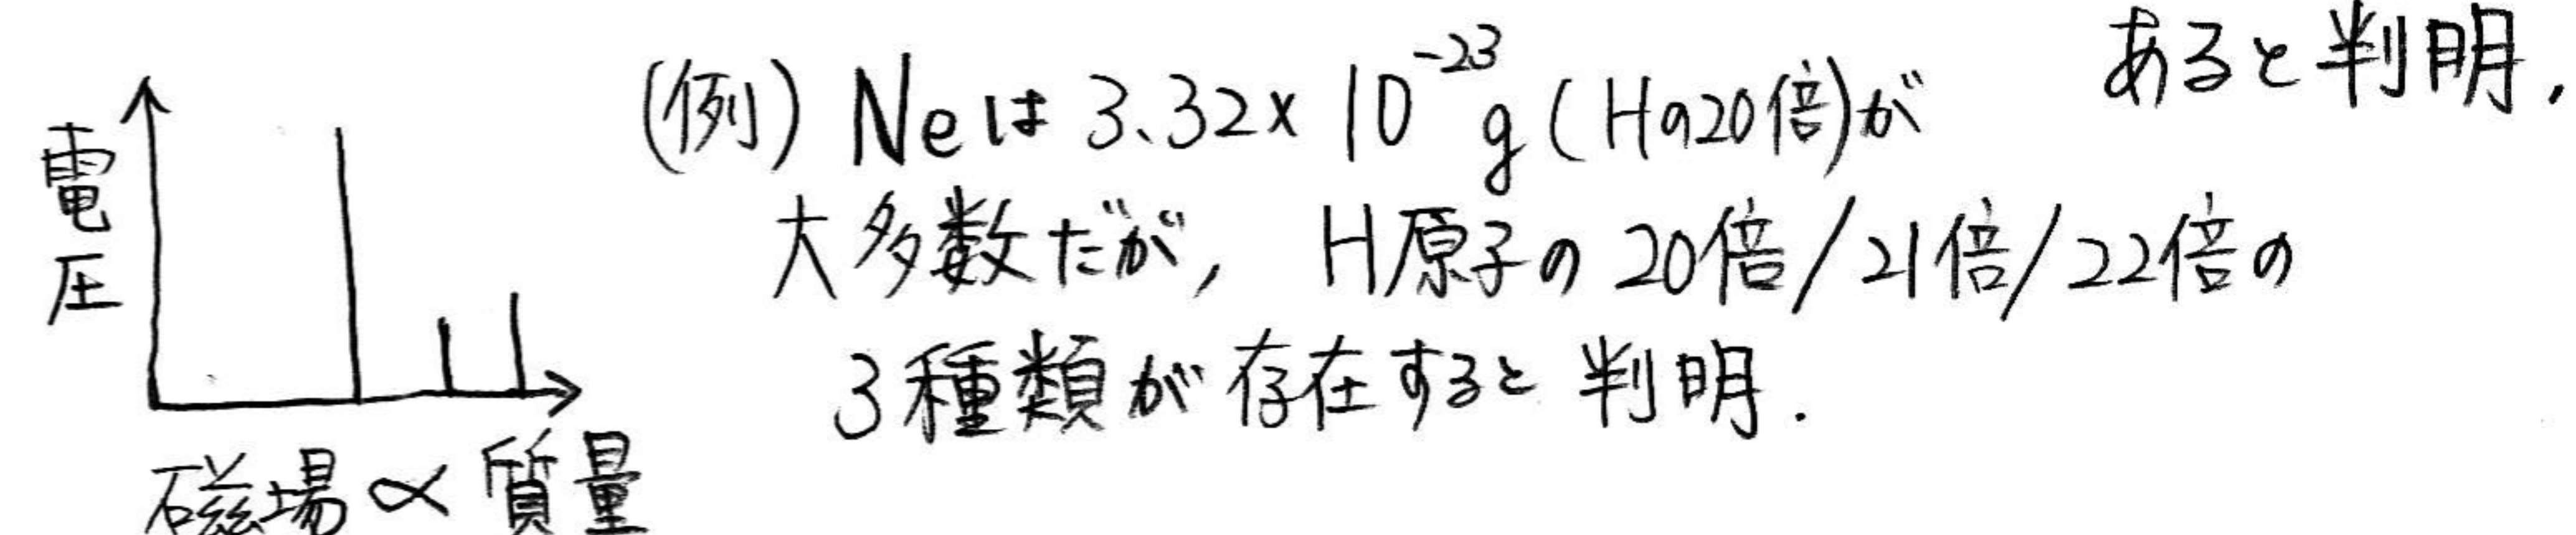 あると判明.
(例) Neは 3.32×10⁻²³g (Hの20倍)が
大多数だが, H原子の 20倍/21倍/22倍の
3種類が存在すると判明.
電圧
磁場 ∝ 質量